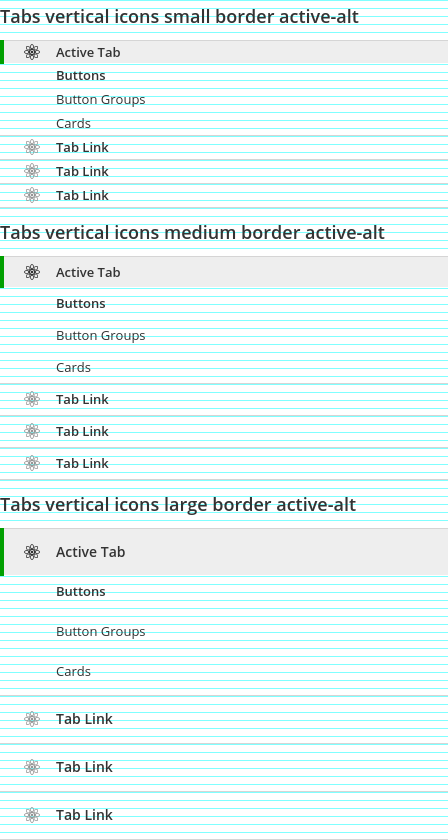 Tabs vertical icons small border active-alt
Active Tab
Buttons
Button Groups
Cards
Tab Link
Tab Link
Tab Link
Tabs vertical icons medium border active-alt
Active Tab
Buttons
Button Groups
Cards
Tab Link
Tab Link
Tab Link
Tabs vertical icons large border active-alt
Active Tab
Buttons
Button Groups
Cards
Tab Link
Tab Link
Tab Link